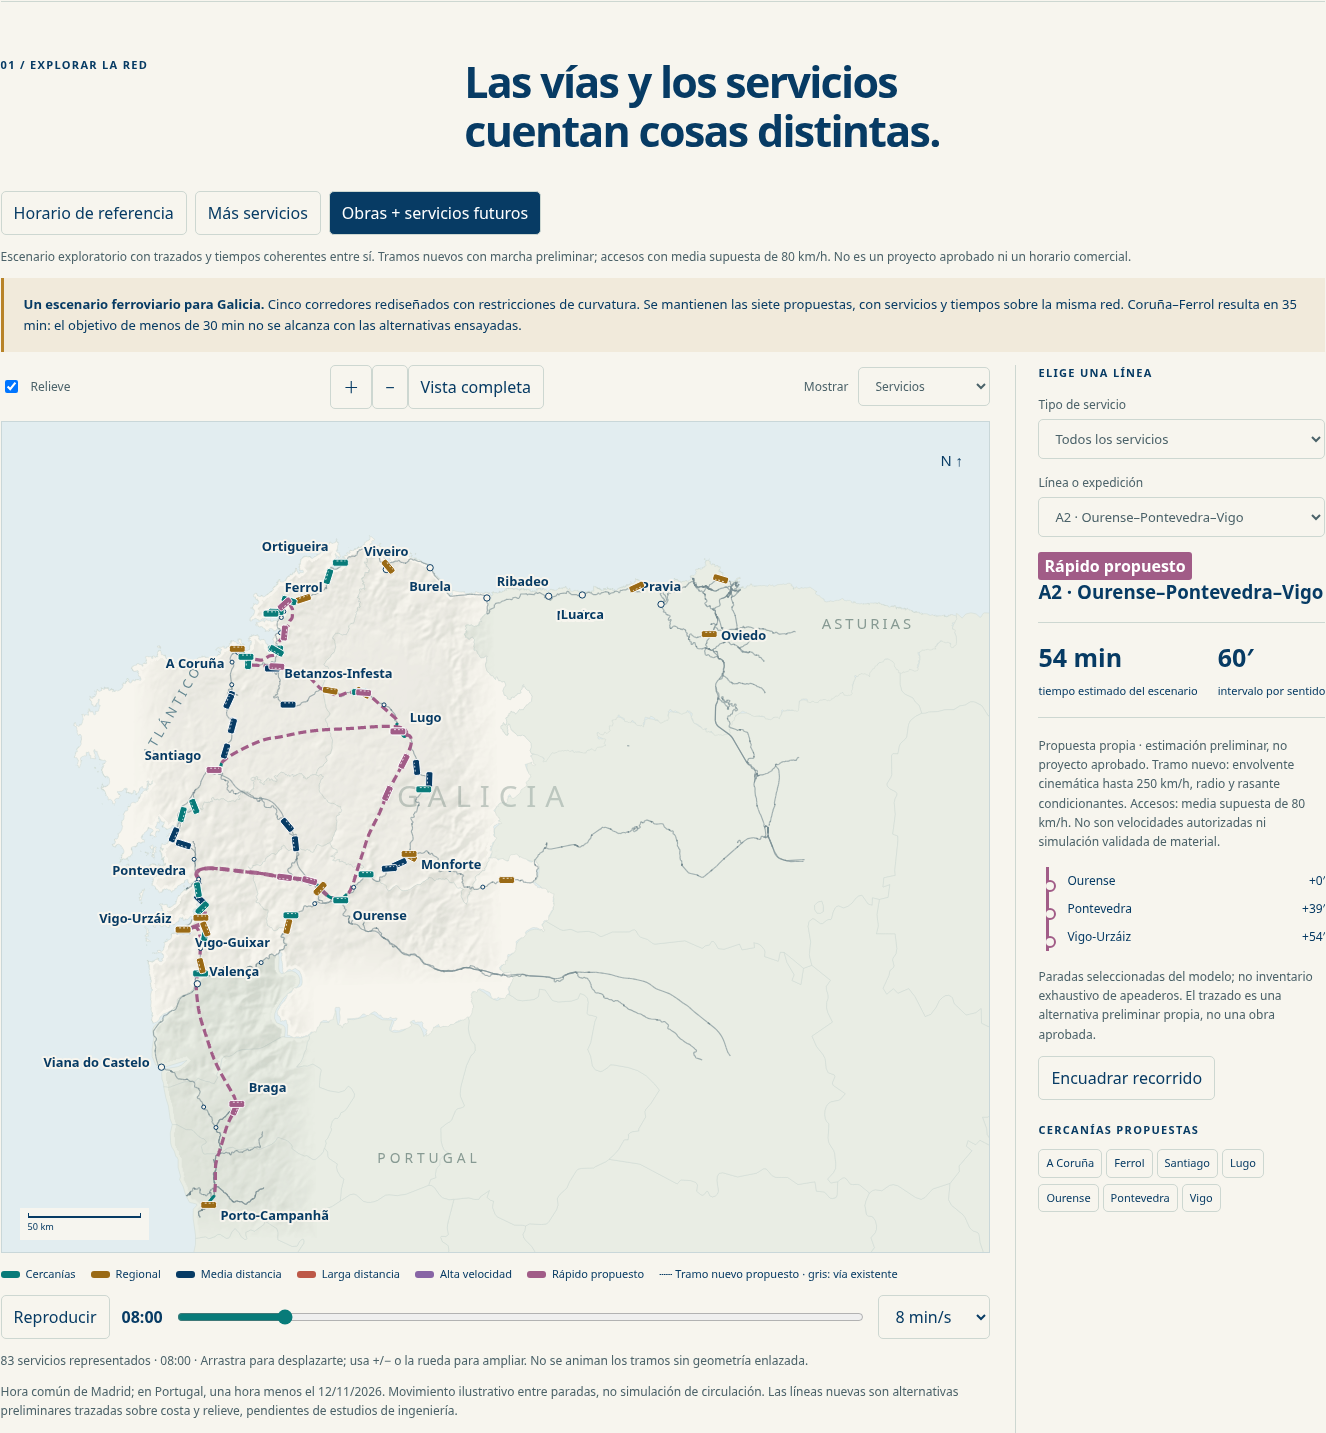 01 / EXPLORAR LA RED
Las vías y los servicios
cuentan cosas distintas.
Horario de referencia
Más servicios
Obras + servicios futuros
Escenario exploratorio con trazados y tiempos coherentes entre sí. Tramos nuevos con marcha preliminar; accesos con media supuesta de 80 km/h. No es un proyecto aprobado ni un horario comercial.
Un escenario ferroviario para Galicia. Cinco corredores rediseñados con restricciones de curvatura. Se mantienen las siete propuestas, con servicios y tiempos sobre la misma red. Coruña–Ferrol resulta en 35
min: el objetivo de menos de 30 min no se alcanza con las alternativas ensayadas.
Relieve
+
−
Vista completa
Mostrar
Servicios
N ↑
Ortigueira
Viveiro
Ferrol
Burela
Ribadeo
Pravia
Luarca
ASTURIAS
Oviedo
A Coruña
Betanzos-Infesta
ATLÁNTICO
Lugo
Santiago
GALICIA
Pontevedra
Monforte
Vigo-Urzáiz
Ourense
Vigo-Guixar
Valença
Viana do Castelo
Braga
PORTUGAL
Porto-Campanhã
50 km
Cercanías
Regional
Media distancia
Larga distancia
Alta velocidad
Rápido propuesto
Tramo nuevo propuesto · gris: vía existente
Reproducir
08:00
8 min/s
83 servicios representados · 08:00 · Arrastra para desplazarte; usa +/− o la rueda para ampliar. No se animan los tramos sin geometría enlazada.
Hora común de Madrid; en Portugal, una hora menos el 12/11/2026. Movimiento ilustrativo entre paradas, no simulación de circulación. Las líneas nuevas son alternativas
preliminares trazadas sobre costa y relieve, pendientes de estudios de ingeniería.
ELIGE UNA LÍNEA
Tipo de servicio
Todos los servicios
Línea o expedición
A2 · Ourense–Pontevedra–Vigo
Rápido propuesto
A2 · Ourense–Pontevedra–Vigo
54 min
60′
tiempo estimado del escenario
intervalo por sentido
Propuesta propia · estimación preliminar, no
proyecto aprobado. Tramo nuevo: envolvente
cinemática hasta 250 km/h, radio y rasante
condicionantes. Accesos: media supuesta de 80
km/h. No son velocidades autorizadas ni
simulación validada de material.
Ourense +0′
Pontevedra +39′
Vigo-Urzáiz +54′
Paradas seleccionadas del modelo; no inventario
exhaustivo de apeaderos. El trazado es una
alternativa preliminar propia, no una obra
aprobada.
Encuadrar recorrido
CERCANÍAS PROPUESTAS
A Coruña
Ferrol
Santiago
Lugo
Ourense
Pontevedra
Vigo